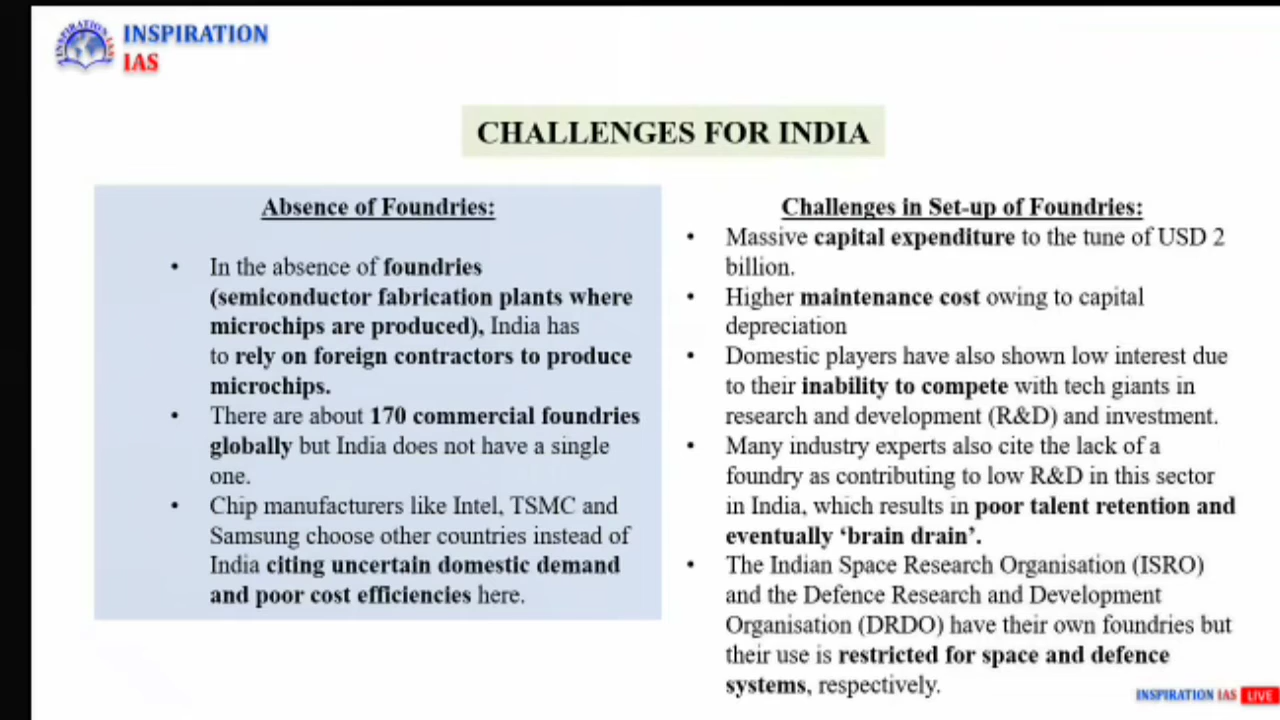 INSPIRATION
IAS
CHALLENGES FOR INDIA
Absence of Foundries:
• In the absence of foundries
(semiconductor fabrication plants where
microchips are produced), India has
to rely on foreign contractors to produce
microchips.
• There are about 170 commercial foundries
globally but India does not have a single
one.
• Chip manufacturers like Intel, TSMC and
Samsung choose other countries instead of
India citing uncertain domestic demand
and poor cost efficiencies here.
Challenges in Set-up of Foundries:
• Massive capital expenditure to the tune of USD 2
billion.
• Higher maintenance cost owing to capital
depreciation
• Domestic players have also shown low interest due
to their inability to compete with tech giants in
research and development (R&D) and investment.
• Many industry experts also cite the lack of a
foundry as contributing to low R&D in this sector
in India, which results in poor talent retention and
eventually ‘brain drain’.
• The Indian Space Research Organisation (ISRO)
and the Defence Research and Development
Organisation (DRDO) have their own foundries but
their use is restricted for space and defence
systems, respectively.
INSPIRATION IAS LIVE